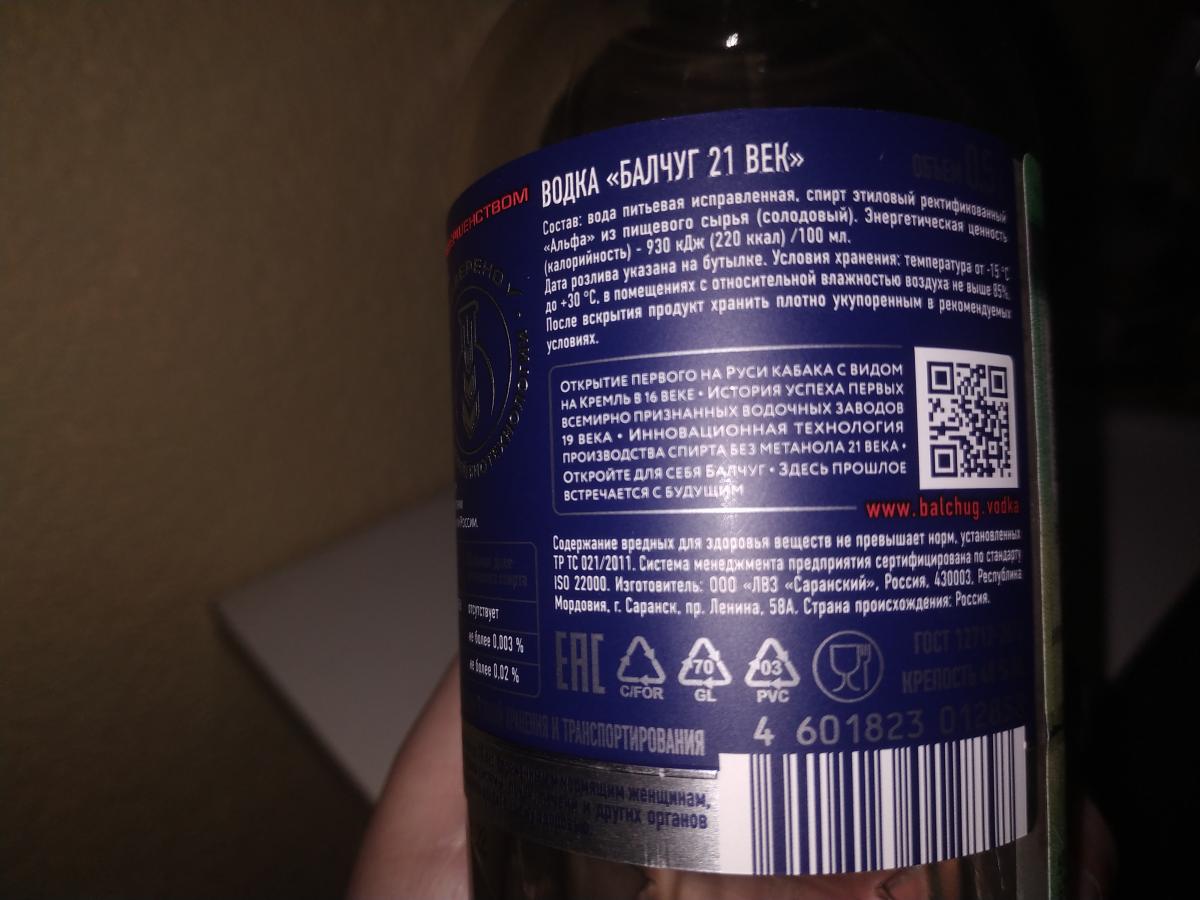 ВОДКА «БАЛЧУГ 21 ВЕК»
ОБЪЕМ 0,5
Состав: вода питьевая исправленная, спирт этиловый ректификованный
«Альфа» из пищевого сырья (солодовый). Энергетическая ценность
(калорийность) - 930 кДж (220 ккал) /100 мл.
Дата розлива указана на бутылке. Условия хранения: температура от -15 °С
до +30 °С, в помещениях с относительной влажностью воздуха не выше 85%.
После вскрытия продукт хранить плотно укупоренным в рекомендуемых
условиях.
ОТКРЫТИЕ ПЕРВОГО НА РУСИ КАБАКА С ВИДОМ
НА КРЕМЛЬ В 16 ВЕКЕ • ИСТОРИЯ УСПЕХА ПЕРВЫХ
ВСЕМИРНО ПРИЗНАННЫХ ВОДОЧНЫХ ЗАВОДОВ
19 ВЕКА • ИННОВАЦИОННАЯ ТЕХНОЛОГИЯ
ПРОИЗВОДСТВА СПИРТА БЕЗ МЕТАНОЛА 21 ВЕКА •
ОТКРОЙТЕ ДЛЯ СЕБЯ БАЛЧУГ • ЗДЕСЬ ПРОШЛОЕ
ВСТРЕЧАЕТСЯ С БУДУЩИМ
www.balchug.vodka
Содержание вредных для здоровья веществ не превышает норм, установленных
ТР ТС 021/2011. Система менеджмента предприятия сертифицирована по стандарту
ISO 22000. Изготовитель: ООО «ЛВЗ «Саранский», Россия, 430003, Республика
Мордовия, г. Саранск, пр. Ленина, 58А. Страна происхождения: Россия.
отсутствует
не более 0,003 %
не более 0,02 %
ЕАС
C/FOR
70
GL
03
PVC
ГОСТ
КРЕПОСТЬ
И ТРАНСПОРТИРОВАНИЯ
4 601823
женщинам,
и других органов